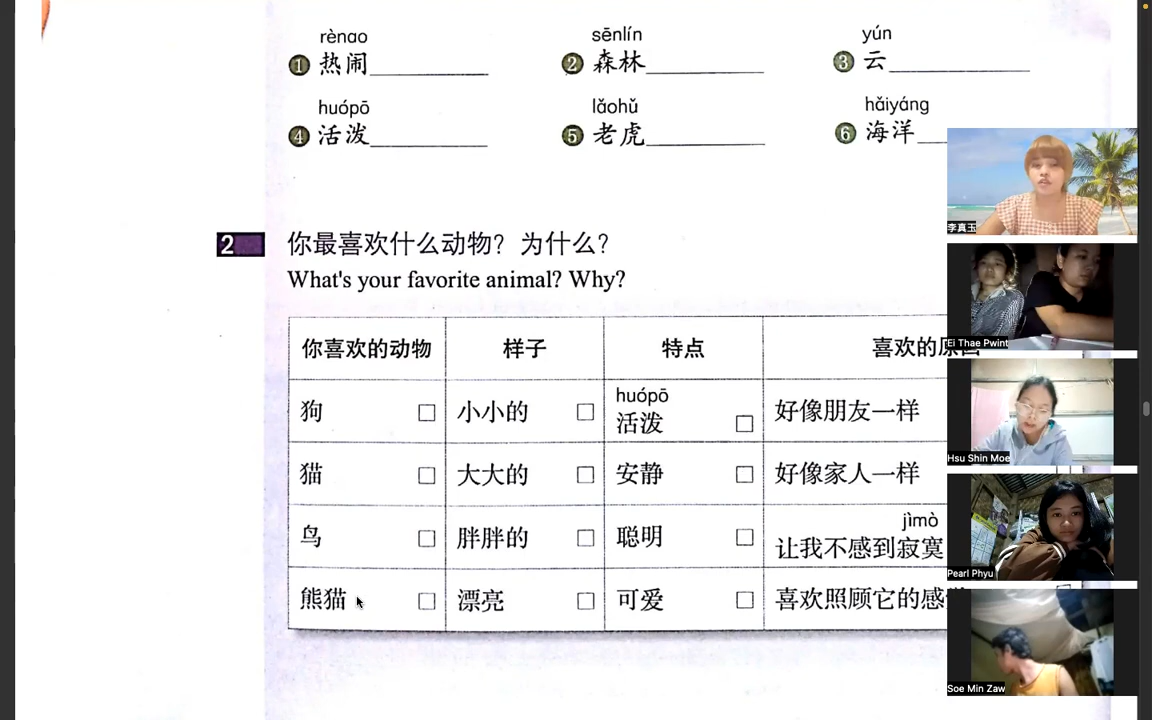 rènao sēnlín yún
1 热闹 2 森林 3 云
huópō lǎohǔ hǎiyáng
4 活泼 5 老虎 6 海洋
2 你最喜欢什么动物？为什么？
What's your favorite animal? Why?
你喜欢的动物 样子 特点 喜欢的原因
狗 □ 小小的 □ huópō 活泼 □ 好像朋友一样
猫 □ 大大的 □ 安静 □ 好像家人一样
jìmò
鸟 □ 胖胖的 □ 聪明 □ 让我不感到寂寞
熊猫 □ 漂亮 □ 可爱 □ 喜欢照顾它的感
李真玉
Ei Thae Pwint
Hsu Shin Moe
Pearl Phyu
Soe Min Zaw